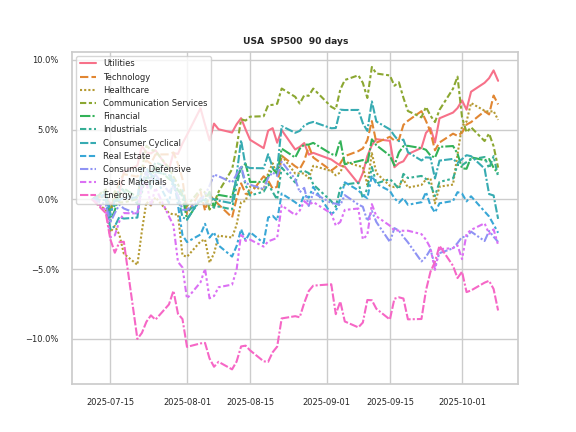 USA  SP500  90 days
10.0%
5.0%
0.0%
−5.0%
−10.0%
Utilities
Technology
Healthcare
Communication Services
Financial
Industrials
Consumer Cyclical
Real Estate
Consumer Defensive
Basic Materials
Energy
2025-07-15
2025-08-01
2025-08-15
2025-09-01
2025-09-15
2025-10-01